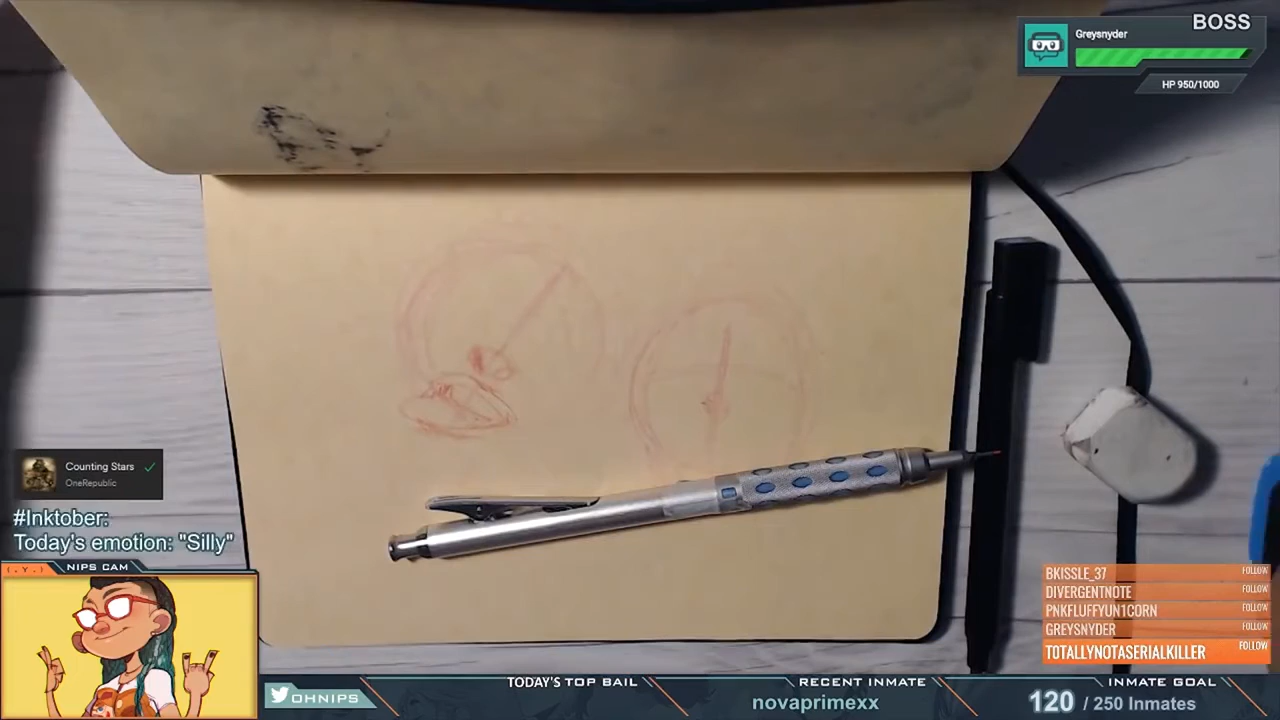 BOSS
Greysnyder
HP 950/1000
Counting Stars
OneRepublic
#Inktober:
Today's emotion: "Silly"
(.Y.) NIPS CAM
BKISSLE_37 FOLLOW
DIVERGENTNOTE FOLLOW
PNKFLUFFYUN1CORN FOLLOW
GREYSNYDER FOLLOW
TOTALLYNOTASERIALKILLER FOLLOW
OHNIPS
TODAY'S TOP BAIL
RECENT INMATE
novaprimexx
INMATE GOAL
120 / 250 Inmates